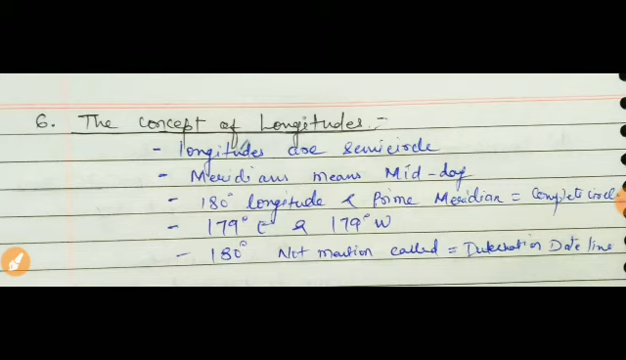 6. The concept of Longitudes :-
- longitudes are semicircle
- Meridians means Mid-day
- 180° longitude & Prime Meridian = Complete circle
- 179° E & 179° W
- 180° Not mention called = Internation Date line